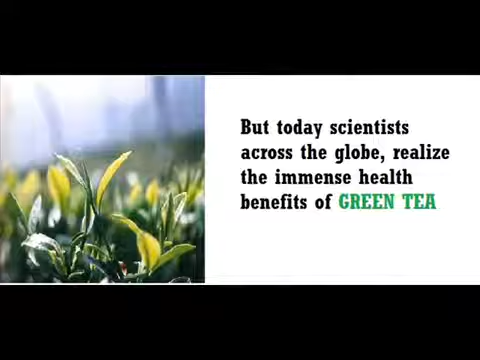 But today scientists
across the globe, realize
the immense health
benefits of GREEN TEA